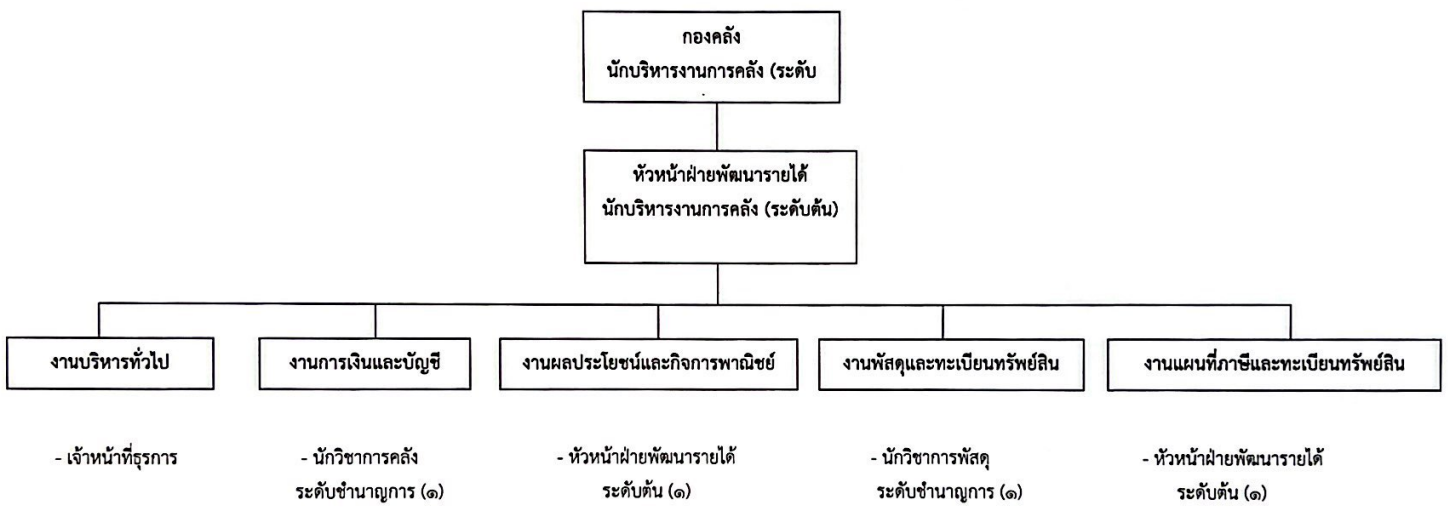 กองคลัง
นักบริหารงานการคลัง (ระดับ
หัวหน้าฝ่ายพัฒนารายได้
นักบริหารงานการคลัง (ระดับต้น)
งานบริหารทั่วไป
งานการเงินและบัญชี
งานผลประโยชน์และกิจการพาณิชย์
งานพัสดุและทะเบียนทรัพย์สิน
งานแผนที่ภาษีและทะเบียนทรัพย์สิน
- เจ้าหน้าที่ธุรการ
- นักวิชาการคลัง
ระดับชำนาญการ (๑)
- หัวหน้าฝ่ายพัฒนารายได้
ระดับต้น (๑)
- นักวิชาการพัสดุ
ระดับชำนาญการ (๑)
- หัวหน้าฝ่ายพัฒนารายได้
ระดับต้น (๑)